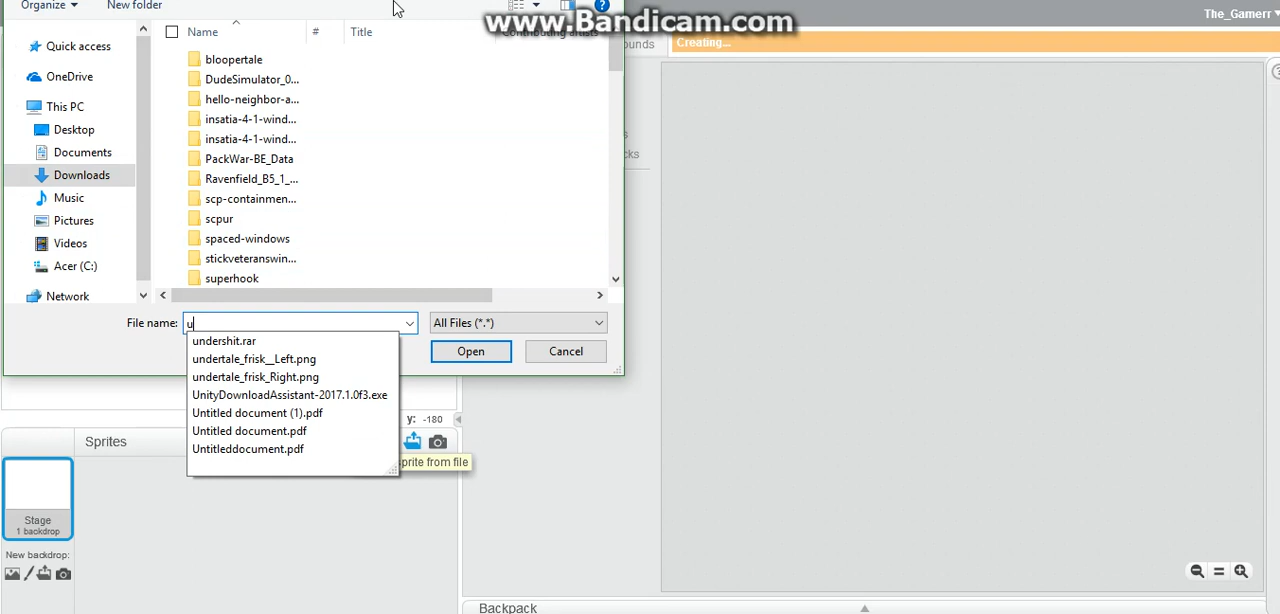 Organize
New folder
?
www.Bandicam.com
The_Gamerr
Name
#
Title
Contributing artists
ounds
Creating...
Quick access
OneDrive
This PC
Desktop
Documents
Downloads
Music
Pictures
Videos
Acer (C:)
Network
bloopertale
DudeSimulator_0...
hello-neighbor-a...
insatia-4-1-wind...
insatia-4-1-wind...
PackWar-BE_Data
Ravenfield_B5_1_...
scp-containmen...
scpur
spaced-windows
stickveteranswin...
superhook
s
cks
File name:
u
All Files (*.*)
Open
Cancel
undershit.rar
undertale_frisk__Left.png
undertale_frisk_Right.png
UnityDownloadAssistant-2017.1.0f3.exe
Untitled document (1).pdf
Untitled document.pdf
Untitleddocument.pdf
y: -180
Sprites
prite from file
Stage
1 backdrop
New backdrop:
Backpack